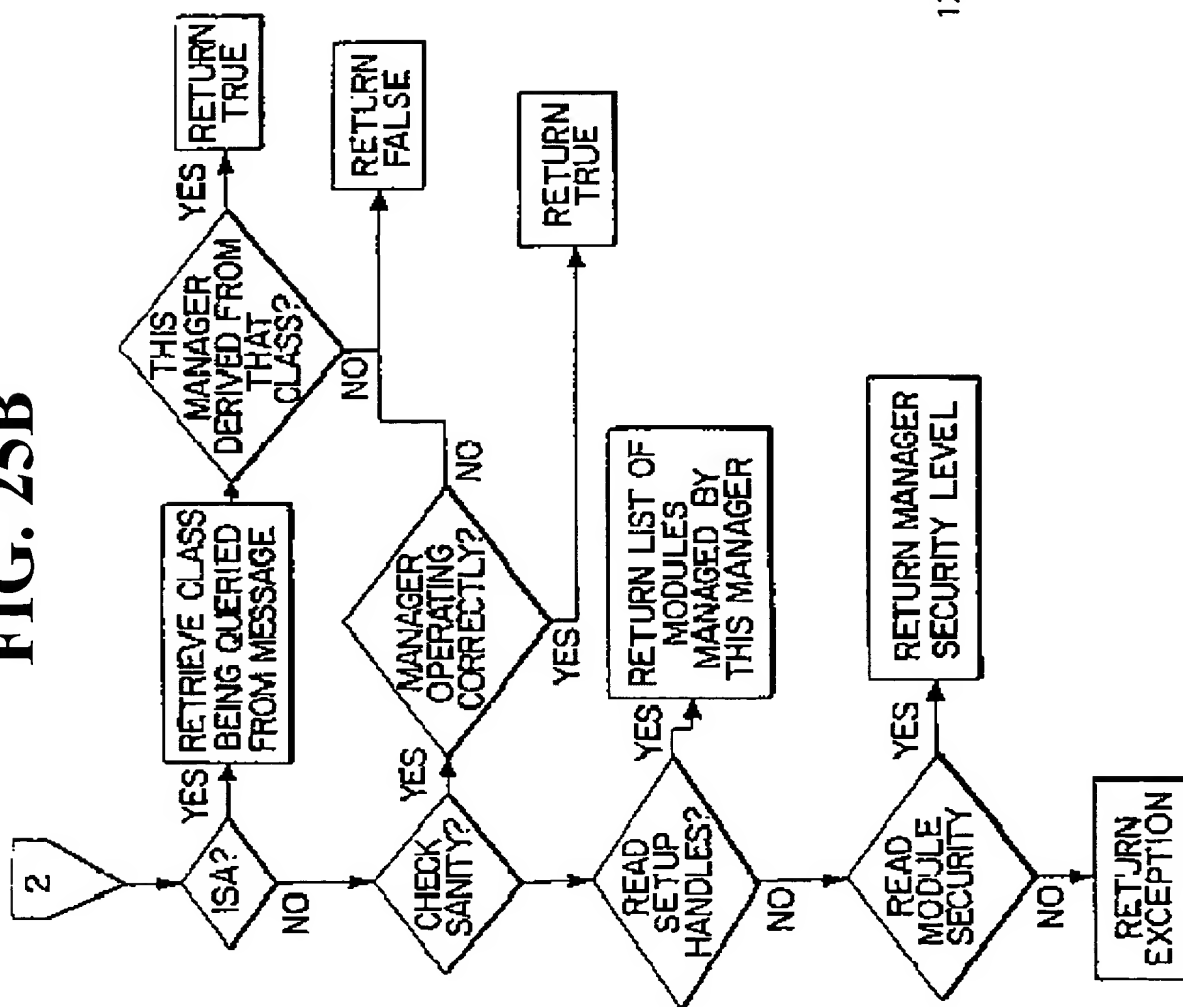 FIG. 25B
2
ISA?
YES
RETRIEVE CLASS
BEING QUERIED
FROM MESSAGE
THIS
MANAGER
DERIVED FROM
THAT
CLASS?
YES
RETURN
TRUE
NO
RETURN
FALSE
NO
CHECK
SANITY?
YES
MANAGER
OPERATING
CORRECTLY?
NO
YES
RETURN
TRUE
READ
SETUP
HANDLES?
YES
RETURN LIST OF
MODULES
MANAGED BY
THIS MANAGER
NO
READ
MODULE
SECURITY
YES
RETURN MANAGER
SECURITY LEVEL
NO
RETURN
EXCEPTION